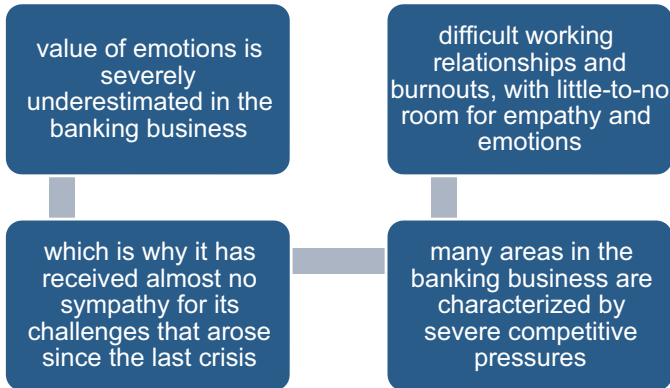 value of emotions is
severely
underestimated in the
banking business
which is why it has
received almost no
sympathy for its
challenges that arose
since the last crisis
many areas in the
banking business are
characterized by
severe competitive
pressures
difficult working
relationships and
burnouts, with little-to-no
room for empathy and
emotions